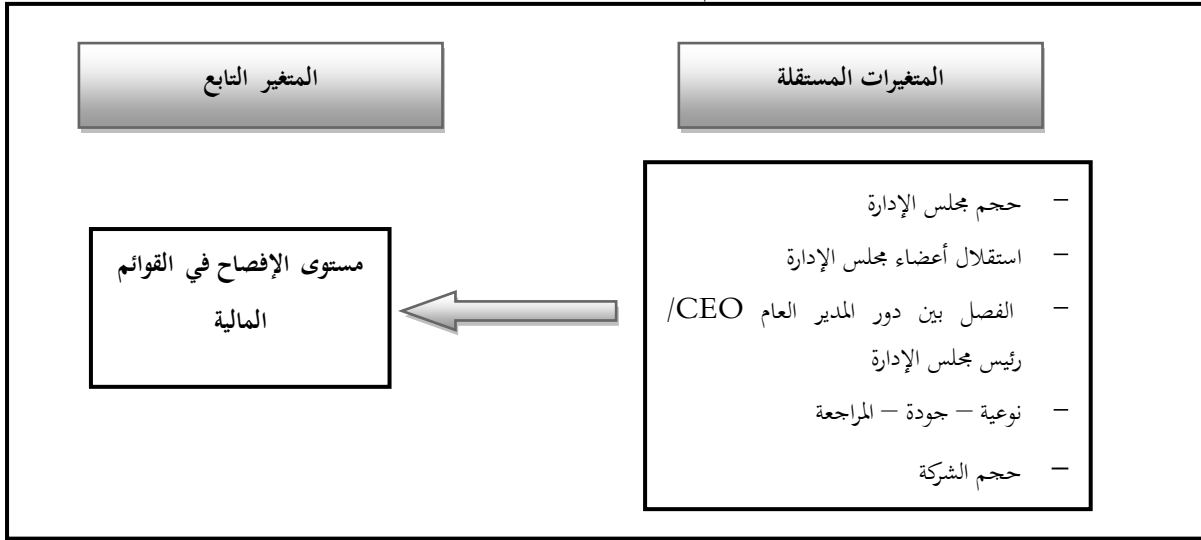 المتغيرات المستقلة
المتغير التابع
– حجم مجلس الإدارة
– استقلال أعضاء مجلس الإدارة
– الفصل بين دور المدير العام CEO/
رئيس مجلس الإدارة
– نوعية – جودة – المراجعة
– حجم الشركة
مستوى الإفصاح في القوائم
المالية